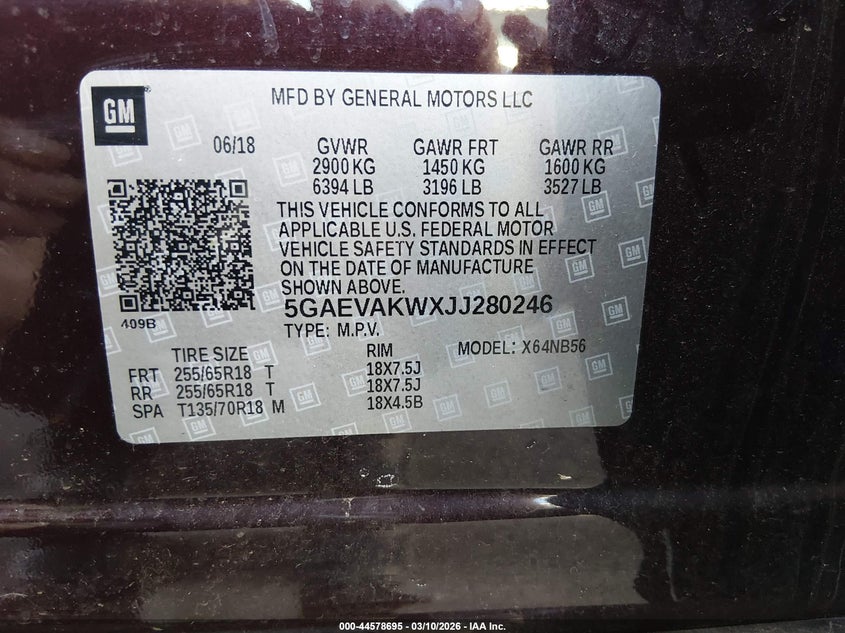 GM
MFD BY GENERAL MOTORS LLC
06/18 GVWR GAWR FRT GAWR RR
2900 KG 1450 KG 1600 KG
6394 LB 3196 LB 3527 LB
THIS VEHICLE CONFORMS TO ALL
APPLICABLE U.S. FEDERAL MOTOR
VEHICLE SAFETY STANDARDS IN EFFECT
ON THE DATE OF MANUFACTURE
SHOWN ABOVE.
5GAEVAKWXJJ280246
409B
TYPE: M.P.V.
TIRE SIZE RIM MODEL: X64NB56
FRT 255/65R18 T 18X7.5J
RR 255/65R18 T 18X7.5J
SPA T135/70R18 M 18X4.5B
000-44578695 - 03/10/2026 - IAA Inc.